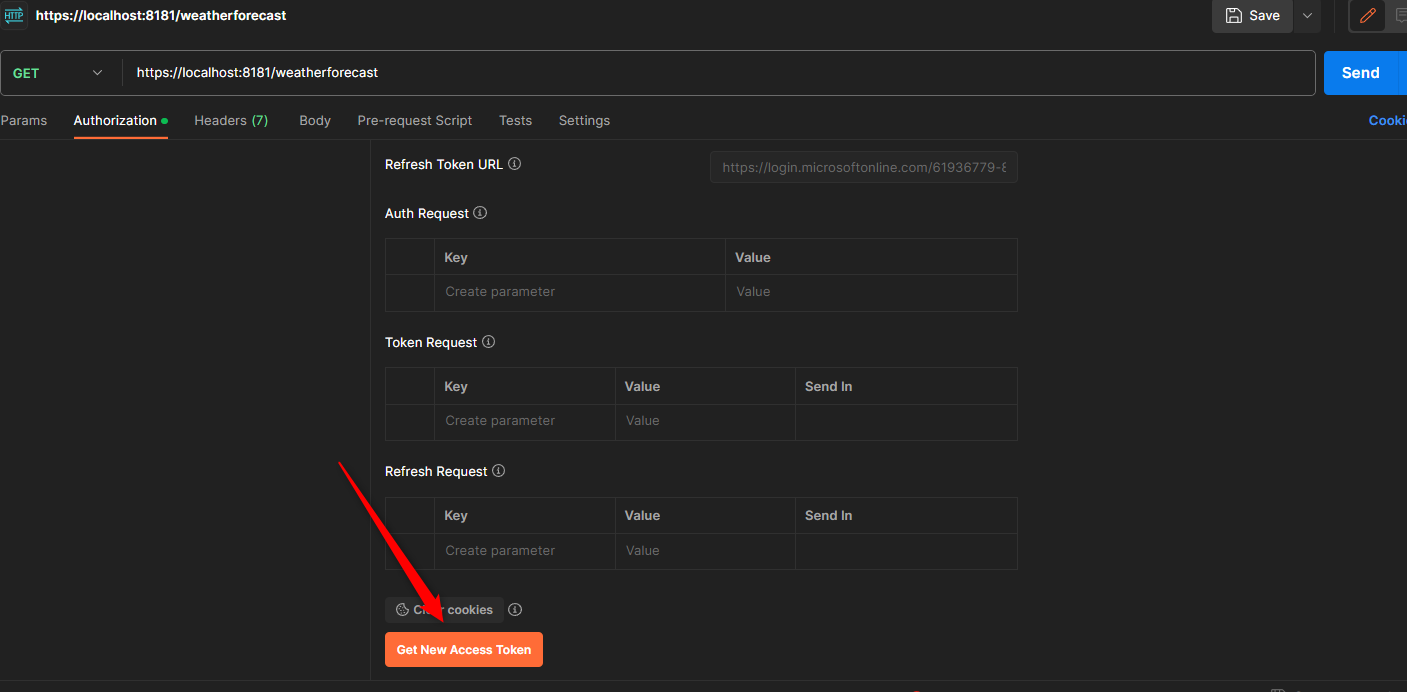 HTTP https://localhost:8181/weatherforecast Save
GET https://localhost:8181/weatherforecast Send
Params Authorization Headers (7) Body Pre-request Script Tests Settings Cooki
Refresh Token URL https://login.microsoftonline.com/61936779-8
Auth Request
Key Value
Create parameter Value
Token Request
Key Value Send In
Create parameter Value
Refresh Request
Key Value Send In
Create parameter Value
Clear cookies
Get New Access Token